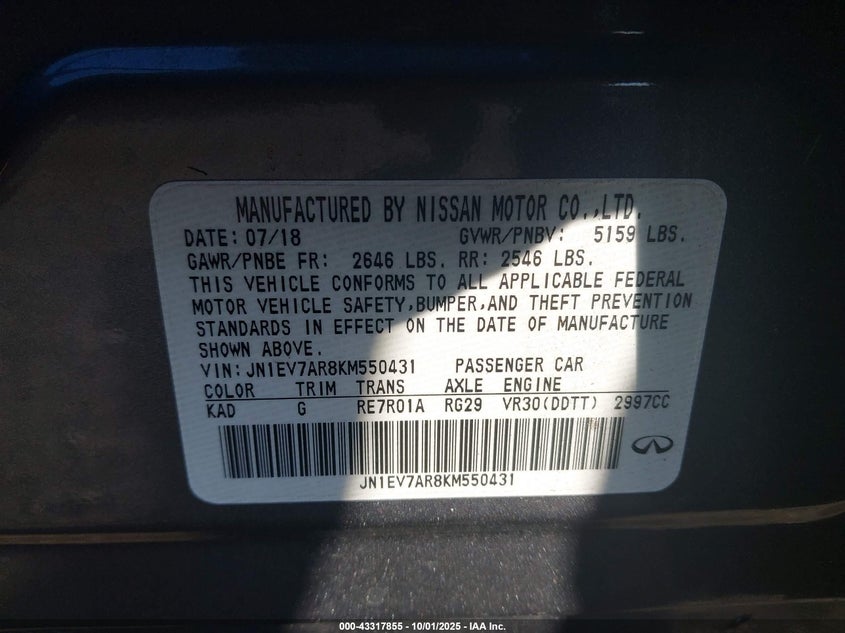 MANUFACTURED BY NISSAN MOTOR CO.,LTD.
DATE: 07/18 GVWR/PNBV: 5159 LBS.
GAWR/PNBE FR: 2646 LBS. RR: 2546 LBS.
THIS VEHICLE CONFORMS TO ALL APPLICABLE FEDERAL
MOTOR VEHICLE SAFETY,BUMPER,AND THEFT PREVENTION
STANDARDS IN EFFECT ON THE DATE OF MANUFACTURE
SHOWN ABOVE.
VIN: JN1EV7AR8KM550431 PASSENGER CAR
COLOR TRIM TRANS AXLE ENGINE
KAD G RE7R01A RG29 VR30(DDTT) 2997CC
JN1EV7AR8KM550431
000-43317855 - 10/01/2025 - IAA Inc.